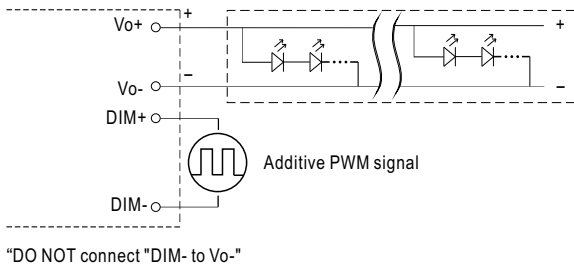 Vo+
+
+
Vo-
–
–
DIM+
Additive PWM signal
DIM-
“DO NOT connect "DIM- to Vo-"